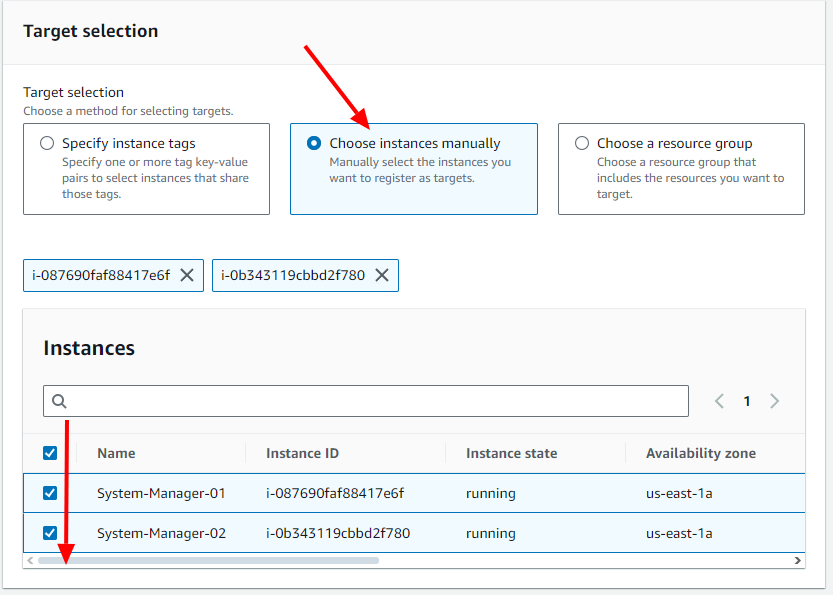 Target selection
Target selection
Choose a method for selecting targets.
Specify instance tags
Specify one or more tag key-value
pairs to select instances that share
those tags.
Choose instances manually
Manually select the instances you
want to register as targets.
Choose a resource group
Choose a resource group that
includes the resources you want to
target.
i-087690faf88417e6f
i-0b343119cbbd2f780
Instances
1
Name Instance ID Instance state Availability zone
System-Manager-01 i-087690faf88417e6f running us-east-1a
System-Manager-02 i-0b343119cbbd2f780 running us-east-1a